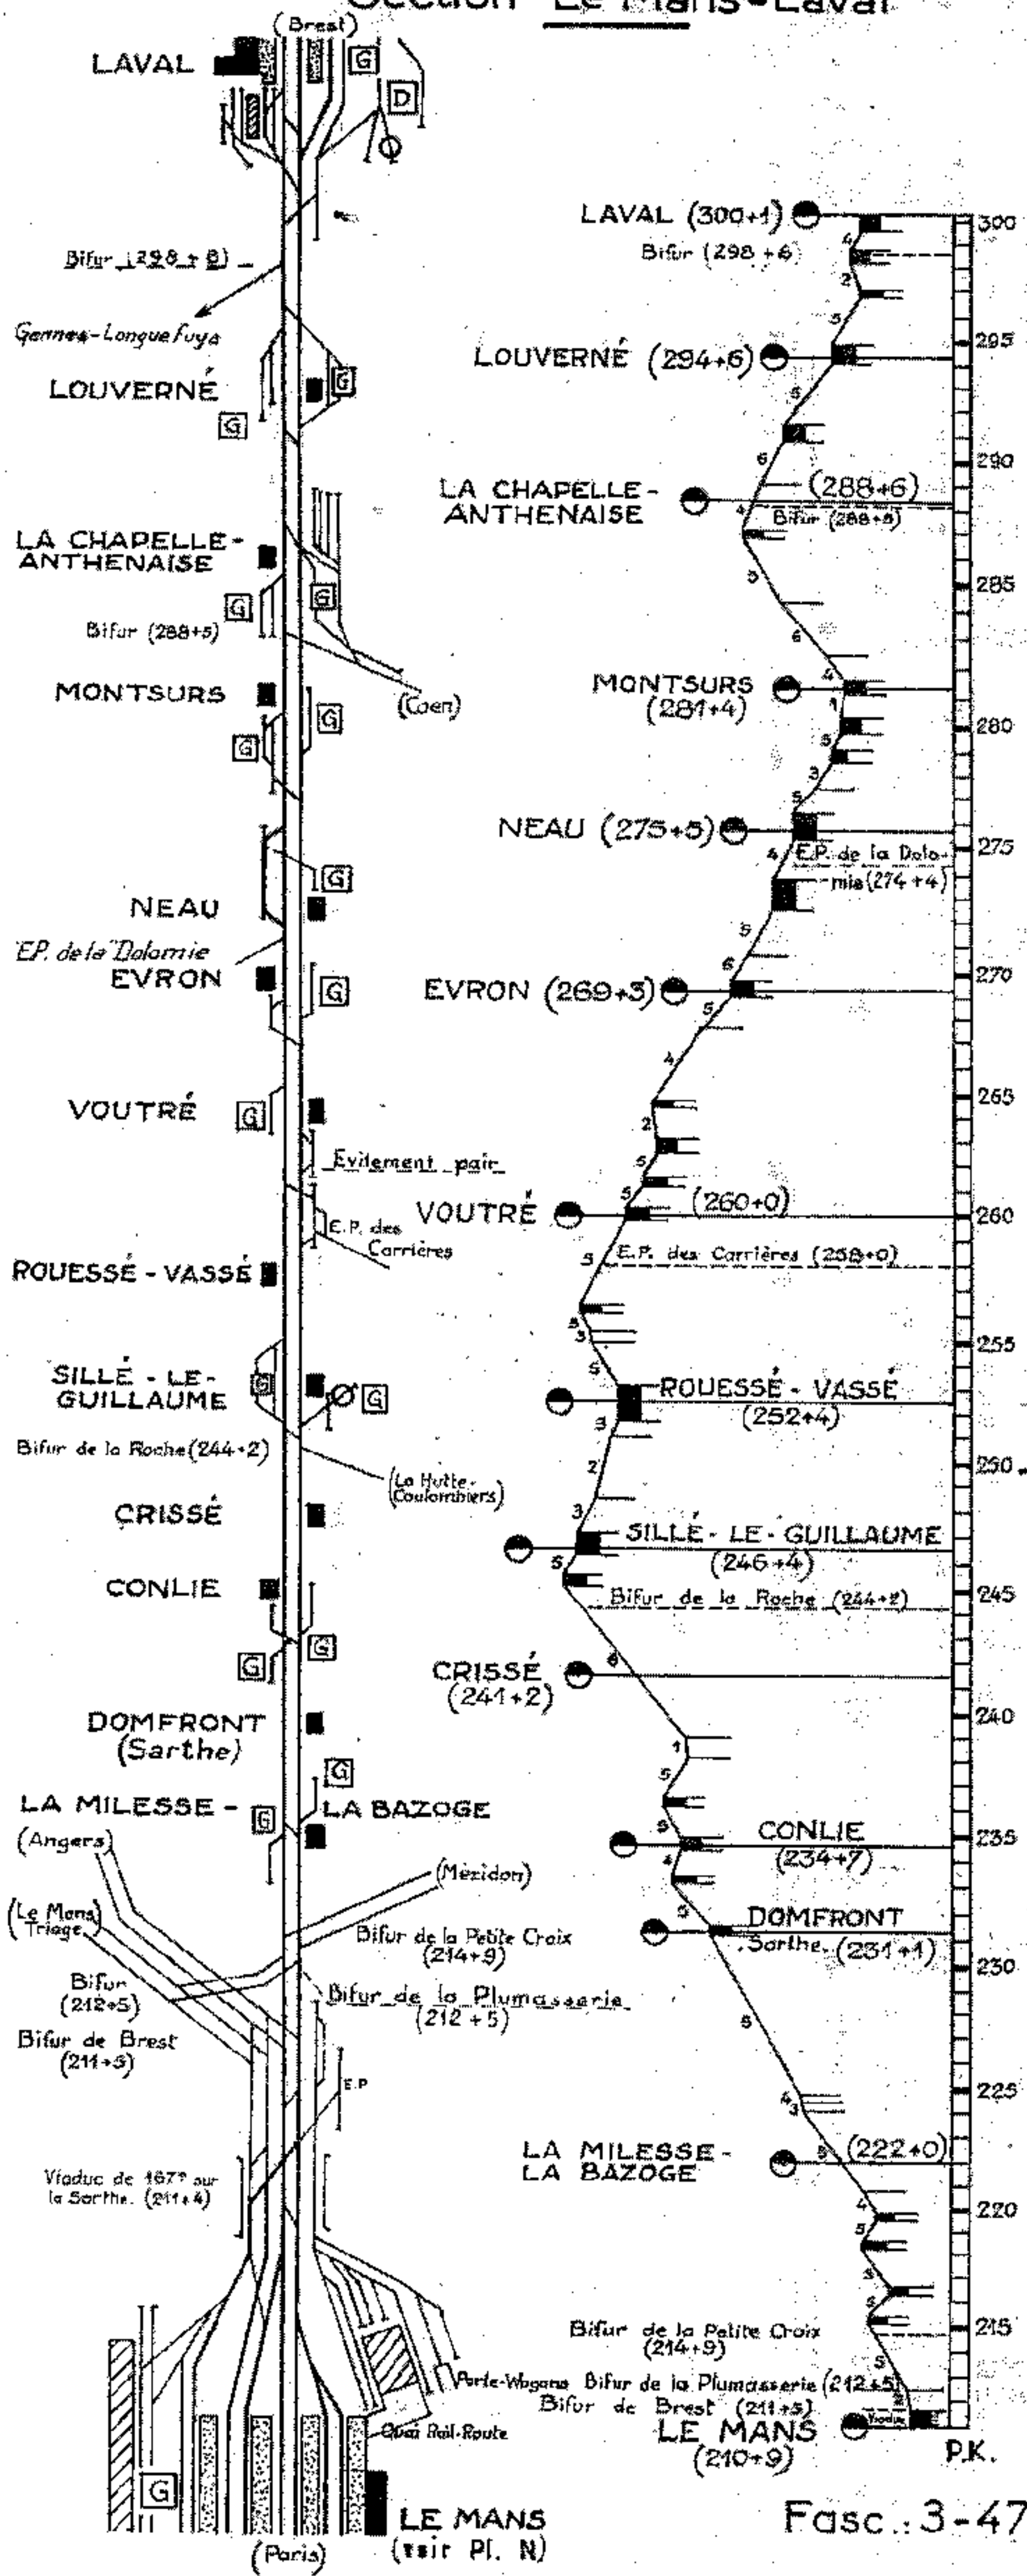 Section Le Mans-Laval
(Brest)
LAVAL
G
D
Bifur (298+6)
Gennes-Longuefuye
LOUVERNÉ
G
G
LA CHAPELLE-
ANTHENAISE
G
G
Bifur (288+5)
MONTSURS
(Caen)
G
G
G
NEAU
E.P. de la Dolomie
EVRON
G
VOUTRÉ
G
Evitement pair
E.P. des
Carrières
ROUESSÉ-VASSÉ
SILLÉ-LE-
GUILLAUME
G
G
Bifur de la Roche (244+2)
(La Hutte-
Coulombiers)
CRISSÉ
CONLIE
G
G
DOMFRONT
(Sarthe)
G
LA MILESSE -
G
LA BAZOGE
(Angers)
(Mézidon)
(Le Mans
Triage)
Bifur de la Petite Croix
(214+9)
Bifur
(212+5)
Bifur de la Plumasserie
(212+5)
Bifur de Brest
(211+5)
E.P.
Viaduc de 167m sur
la Sarthe. (211+4)
Porte-Wagons
Quai Rail-Route
G
LE MANS
(voir Pl. N)
(Paris)
LAVAL (300+1)
Bifur (298+6)
LOUVERNÉ (294+6)
LA CHAPELLE-
ANTHENAISE
(288+6)
Bifur (288+5)
MONTSURS
(281+4)
NEAU (275+5)
E.P. de la Dolo-
mie (274+4)
EVRON (269+3)
VOUTRÉ
(260+0)
E.P. des Carrières (258+0)
ROUESSÉ-VASSÉ
(252+4)
SILLÉ-LE-GUILLAUME
(246+4)
Bifur de la Roche (244+2)
CRISSÉ
(241+2)
CONLIE
(234+7)
DOMFRONT
Sarthe. (231+1)
LA MILESSE-
LA BAZOGE
(222+0)
Bifur de la Petite Croix
(214+9)
Bifur de la Plumasserie (212+5)
Bifur de Brest (211+5)
Viaduc
LE MANS
(210+9)
300
295
290
285
280
275
270
265
260
255
250
245
240
235
230
225
220
215
P.K.
Fasc.: 3-47